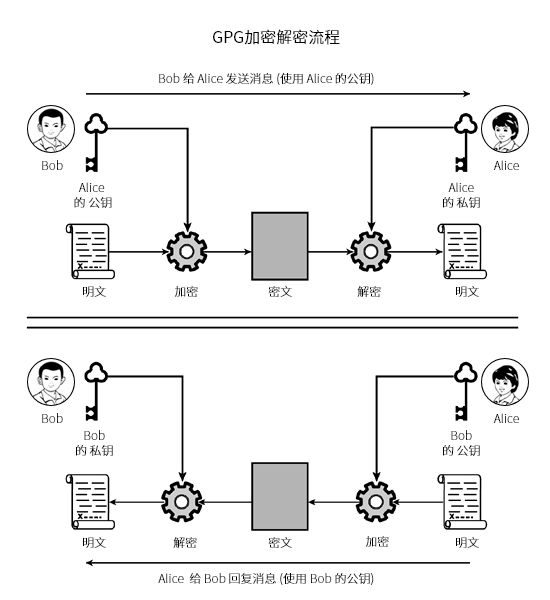 GPG加密解密流程
Bob 给 Alice 发送消息 (使用 Alice 的公钥)
Bob
Alice
的 公钥
Alice
的 私钥
Alice
明文
加密
密文
解密
明文
Bob
Bob
的 私钥
Bob
的 公钥
Alice
明文
解密
密文
加密
明文
Alice 给 Bob 回复消息 (使用 Bob 的公钥)